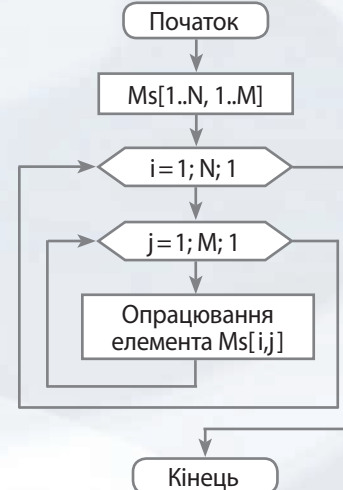 Початок
Ms[1..N, 1..M]
i = 1; N; 1
j = 1; M; 1
Опрацювання
елемента Ms[i,j]
Кінець